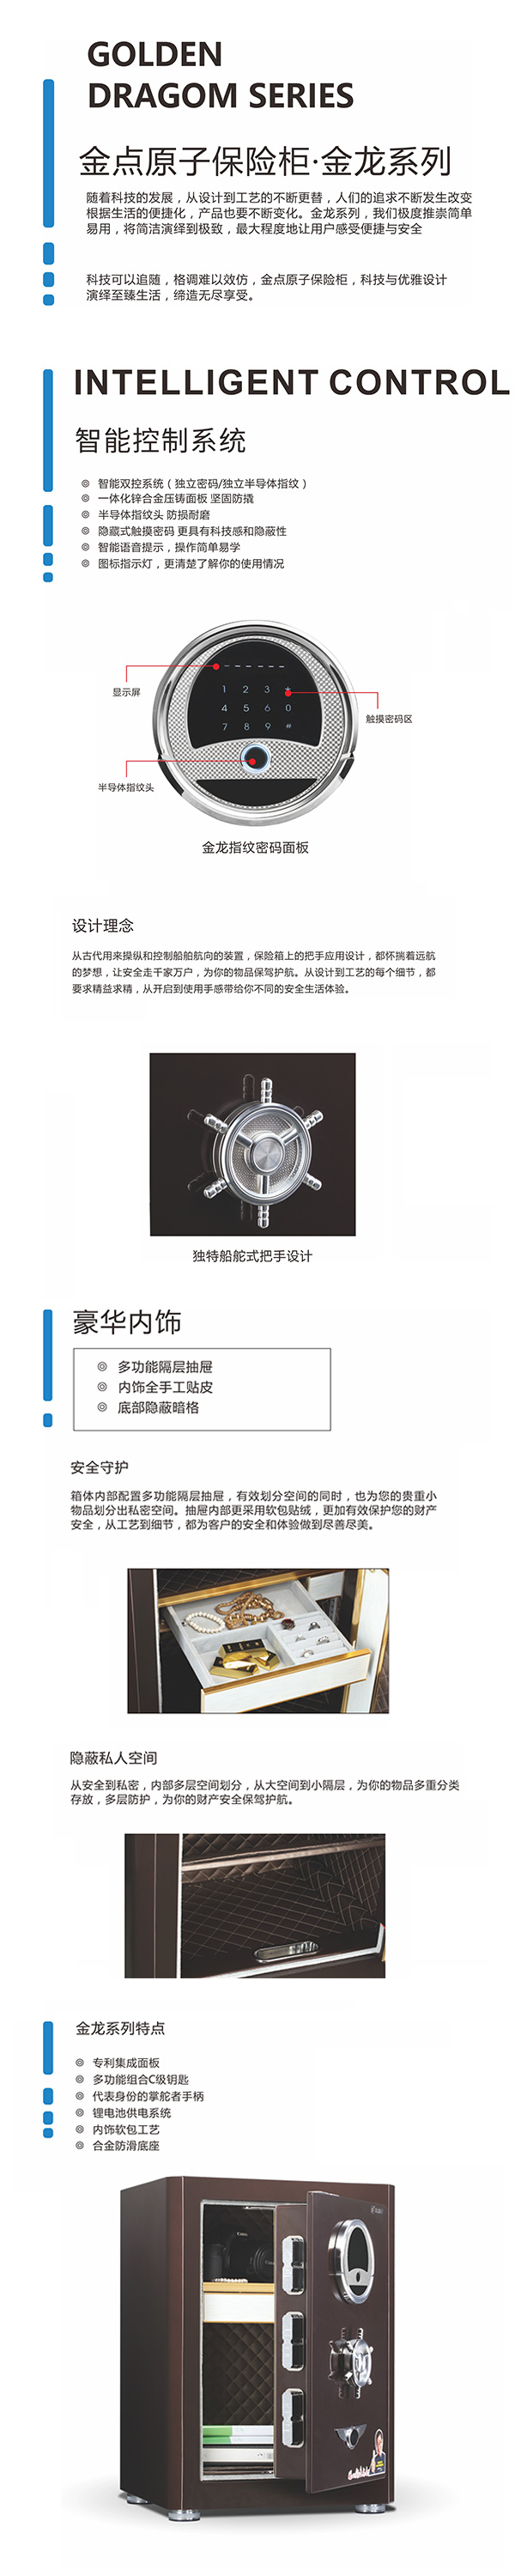 GOLDEN
DRAGOM SERIES
金点原子保险柜·金龙系列
随着科技的发展，从设计到工艺的不断更替，人们的追求不断发生改变
根据生活的便捷化，产品也要不断变化。金龙系列，我们极度推崇简单
易用，将简洁演绎到极致，最大程度地让用户感受便捷与安全
科技可以追随，格调难以效仿，金点原子保险柜，科技与优雅设计
演绎至臻生活，缔造无尽享受。
INTELLIGENT CONTROL
智能控制系统
◎ 智能双控系统（独立密码/独立半导体指纹）
◎ 一体化锌合金压铸面板 坚固防撬
◎ 半导体指纹头 防损耐磨
◎ 隐藏式触摸密码 更具有科技感和隐蔽性
◎ 智能语音提示，操作简单易学
◎ 图标指示灯，更清楚了解你的使用情况
显示屏
1 2 3 *
4 5 6 0
7 8 9 #
触摸密码区
半导体指纹头
金龙指纹密码面板
设计理念
从古代用来操纵和控制船舶航向的装置，保险箱上的把手应用设计，都怀揣着远航
的梦想，让安全走千家万户，为你的物品保驾护航。从设计到工艺的每个细节，都
要求精益求精，从开启到使用手感带给你不同的安全生活体验。
独特船舵式把手设计
豪华内饰
◎ 多功能隔层抽屉
◎ 内饰全手工贴皮
◎ 底部隐蔽暗格
安全守护
箱体内部配置多功能隔层抽屉，有效划分空间的同时，也为您的贵重小
物品划分出私密空间。抽屉内部更采用软包贴绒，更加有效保护您的财产
安全，从工艺到细节，都为客户的安全和体验做到尽善尽美。
隐蔽私人空间
从安全到私密，内部多层空间划分，从大空间到小隔层，为你的物品多重分类
存放，多层防护，为你的财产安全保驾护航。
金龙系列特点
◎ 专利集成面板
◎ 多功能组合C级钥匙
◎ 代表身份的掌舵者手柄
◎ 锂电池供电系统
◎ 内饰软包工艺
◎ 合金防滑底座
Canon